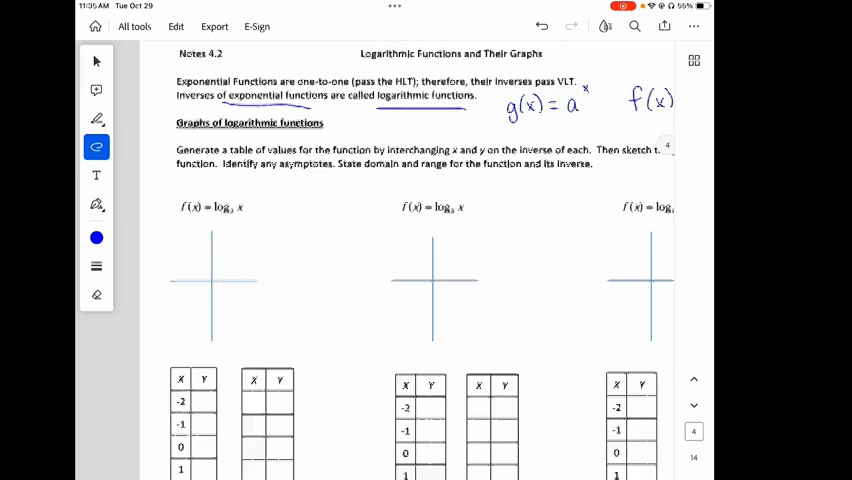 11:35 AM Tue Oct 29
55%
All tools Edit Export E-Sign
Notes 4.2 Logarithmic Functions and Their Graphs
Exponential Functions are one-to-one (pass the HLT); therefore, their inverses pass VLT.
Inverses of exponential functions are called logarithmic functions.
g(x) = a^x f(x)
Graphs of logarithmic functions
4
Generate a table of values for the function by interchanging x and y on the inverse of each. Then sketch t
function. Identify any asymptotes. State domain and range for the function and its inverse.
T
f(x) = log₂ x f(x) = log₃ x f(x) = log
X Y X Y X Y X Y X Y
-2 -2 -2
-1 -1 -1
0 0 0
1 1 1
4
14